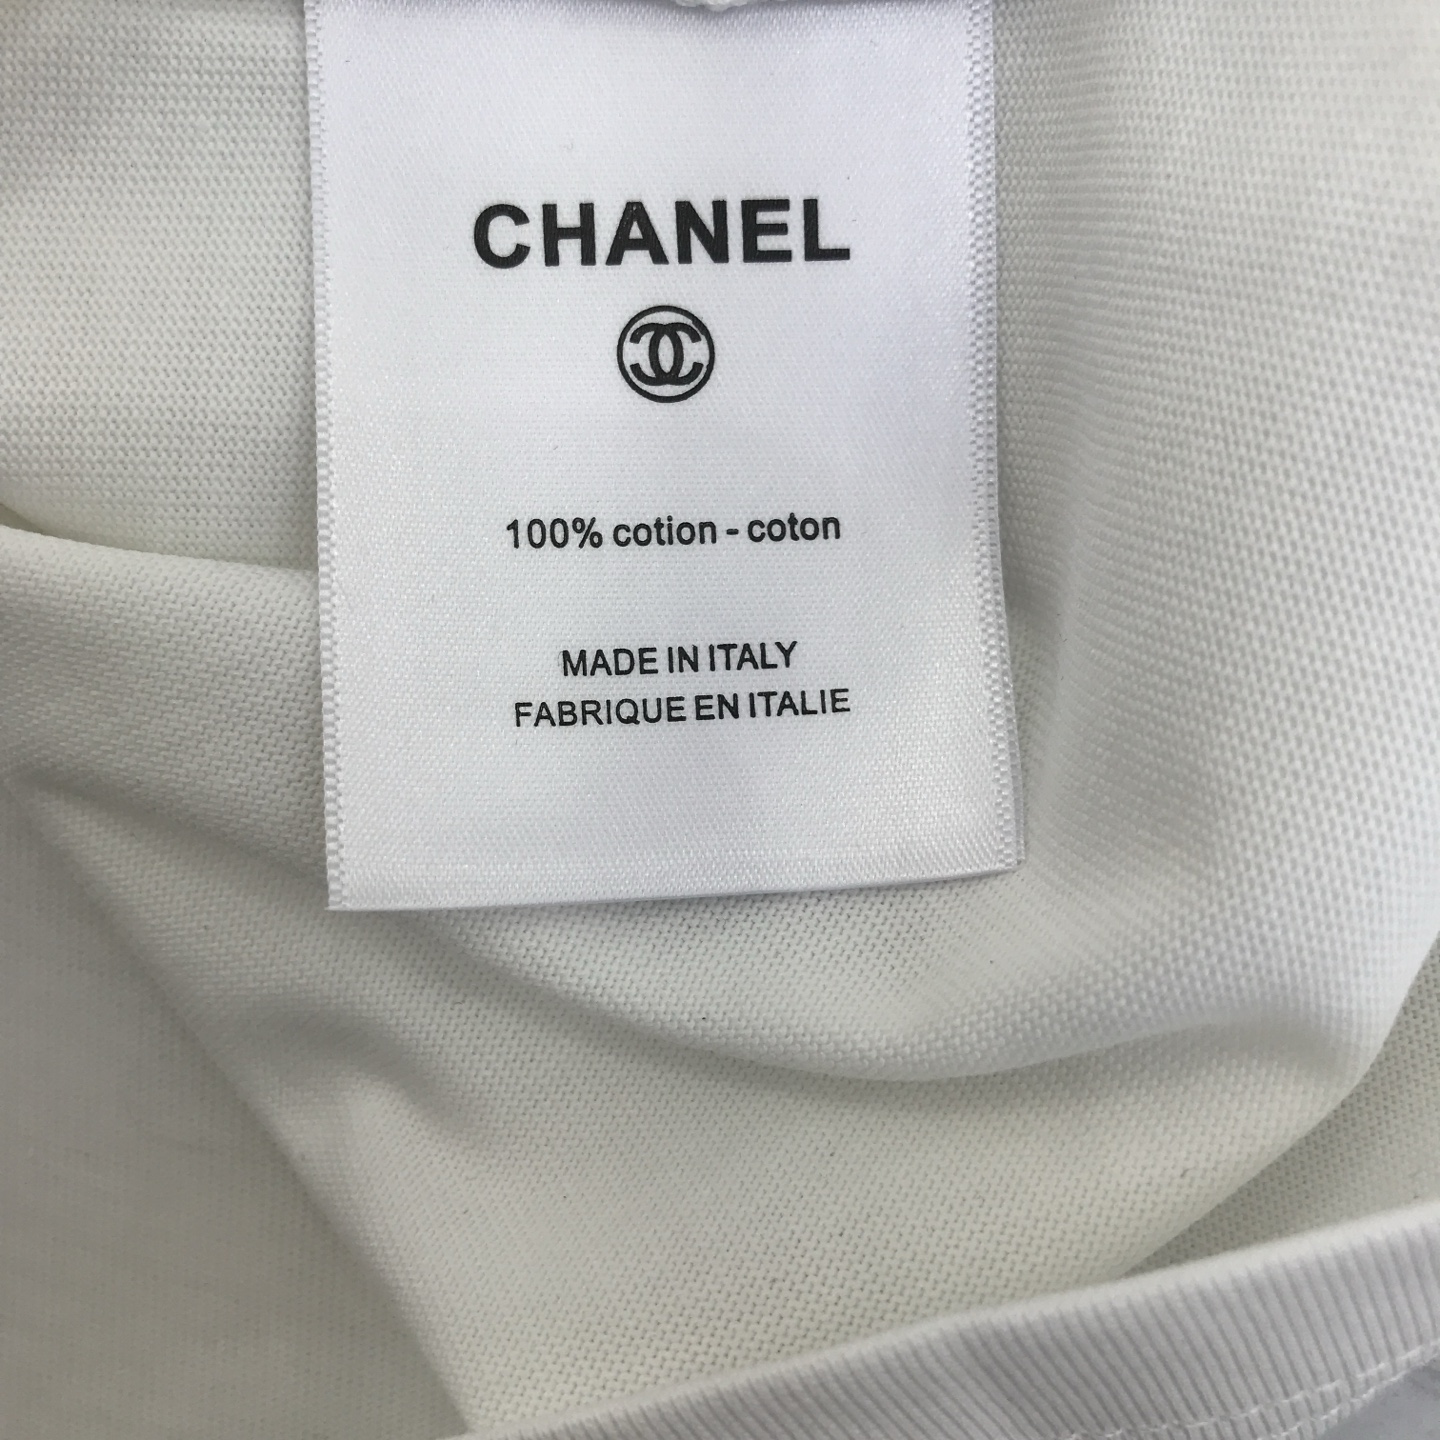 CHANEL
100% cotion - coton
MADE IN ITALY
FABRIQUE EN ITALIE